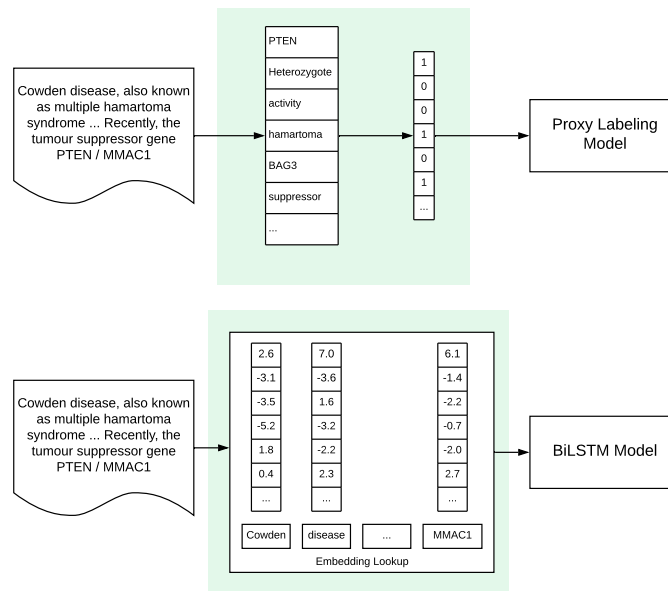 Cowden disease, also known
as multiple hamartoma
syndrome ... Recently, the
tumour suppressor gene
PTEN / MMAC1
PTEN
Heterozygote
activity
hamartoma
BAG3
suppressor
...
1
0
0
1
0
1
...
Proxy Labeling
Model
Cowden disease, also known
as multiple hamartoma
syndrome ... Recently, the
tumour suppressor gene
PTEN / MMAC1
2.6
-3.1
-3.5
-5.2
1.8
0.4
...
Cowden
7.0
-3.6
1.6
-3.2
-2.2
2.3
...
disease
...
6.1
-1.4
-2.2
-0.7
-2.0
2.7
...
MMAC1
Embedding Lookup
BiLSTM Model